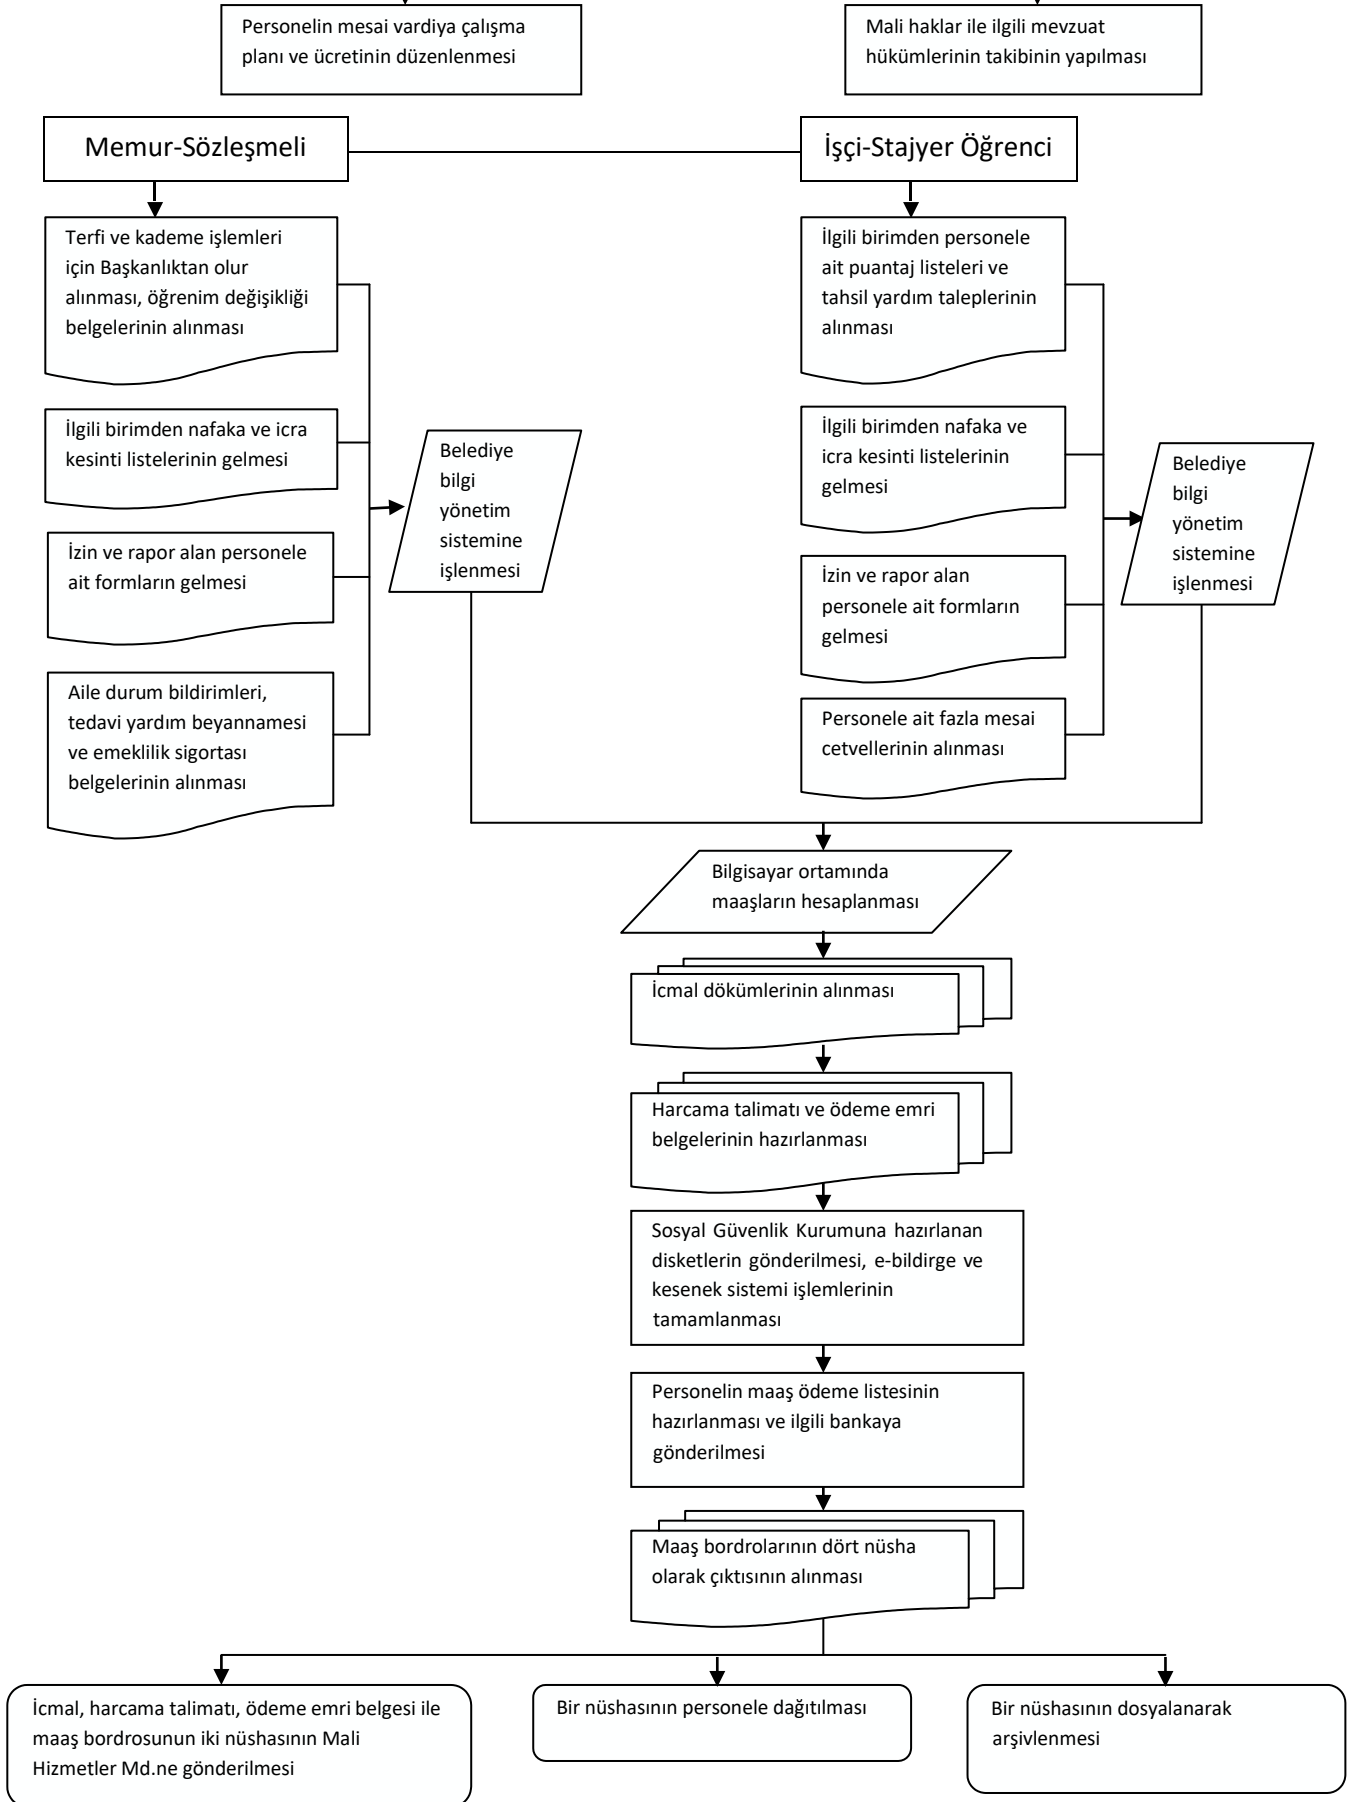 Personelin mesai vardiya çalışma
planı ve ücretinin düzenlenmesi
Mali haklar ile ilgili mevzuat
hükümlerinin takibinin yapılması
Memur-Sözleşmeli
İşçi-Stajyer Öğrenci
Terfi ve kademe işlemleri
için Başkanlıktan olur
alınması, öğrenim değişikliği
belgelerinin alınması
İlgili birimden nafaka ve icra
kesinti listelerinin gelmesi
İzin ve rapor alan personele
ait formların gelmesi
Aile durum bildirimleri,
tedavi yardım beyannamesi
ve emeklilik sigortası
belgelerinin alınması
Belediye
bilgi
yönetim
sistemine
işlenmesi
İlgili birimden personele
ait puantaj listeleri ve
tahsil yardım taleplerinin
alınması
İlgili birimden nafaka ve
icra kesinti listelerinin
gelmesi
İzin ve rapor alan
personele ait formların
gelmesi
Personele ait fazla mesai
cetvellerinin alınması
Belediye
bilgi
yönetim
sistemine
işlenmesi
Bilgisayar ortamında
maaşların hesaplanması
İcmal dökümlerinin alınması
Harcama talimatı ve ödeme emri
belgelerinin hazırlanması
Sosyal Güvenlik Kurumuna hazırlanan
disketlerin gönderilmesi, e-bildirge ve
kesenek sistemi işlemlerinin
tamamlanması
Personelin maaş ödeme listesinin
hazırlanması ve ilgili bankaya
gönderilmesi
Maaş bordrolarının dört nüsha
olarak çıktısının alınması
İcmal, harcama talimatı, ödeme emri belgesi ile
maaş bordrosunun iki nüshasının Mali
Hizmetler Md.ne gönderilmesi
Bir nüshasının personele dağıtılması
Bir nüshasının dosyalanarak
arşivlenmesi